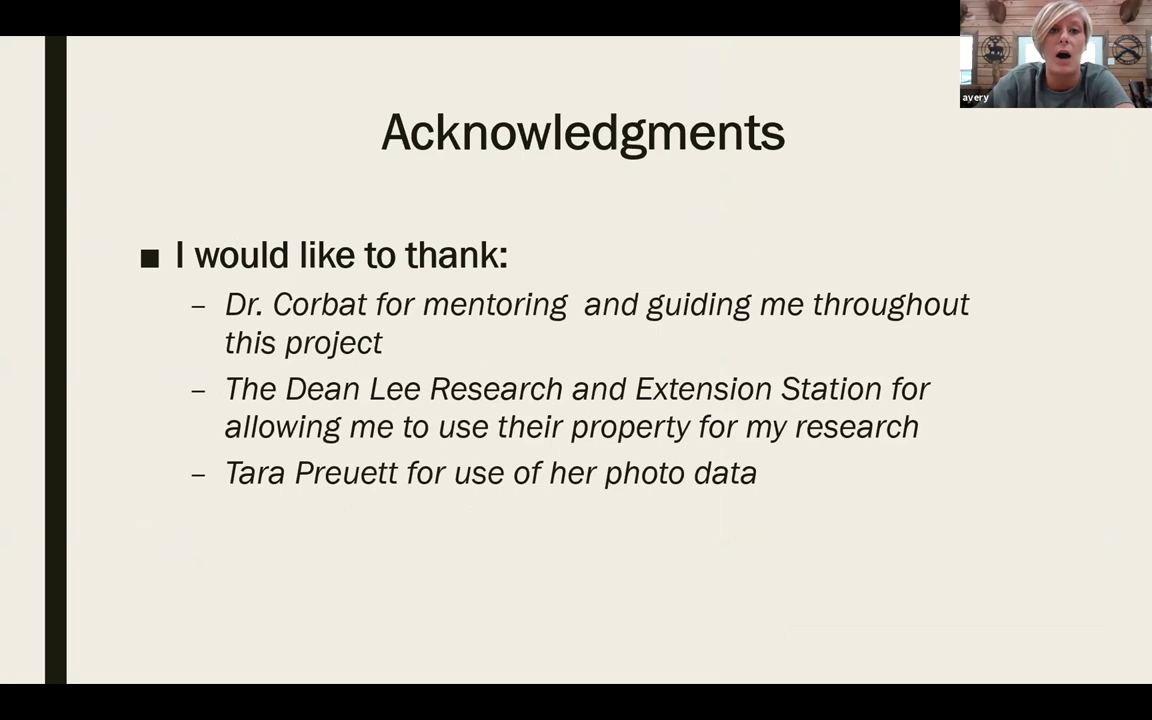 avery
Acknowledgments
■ I would like to thank:
– Dr. Corbat for mentoring  and guiding me throughout
this project
– The Dean Lee Research and Extension Station for
allowing me to use their property for my research
– Tara Preuett for use of her photo data